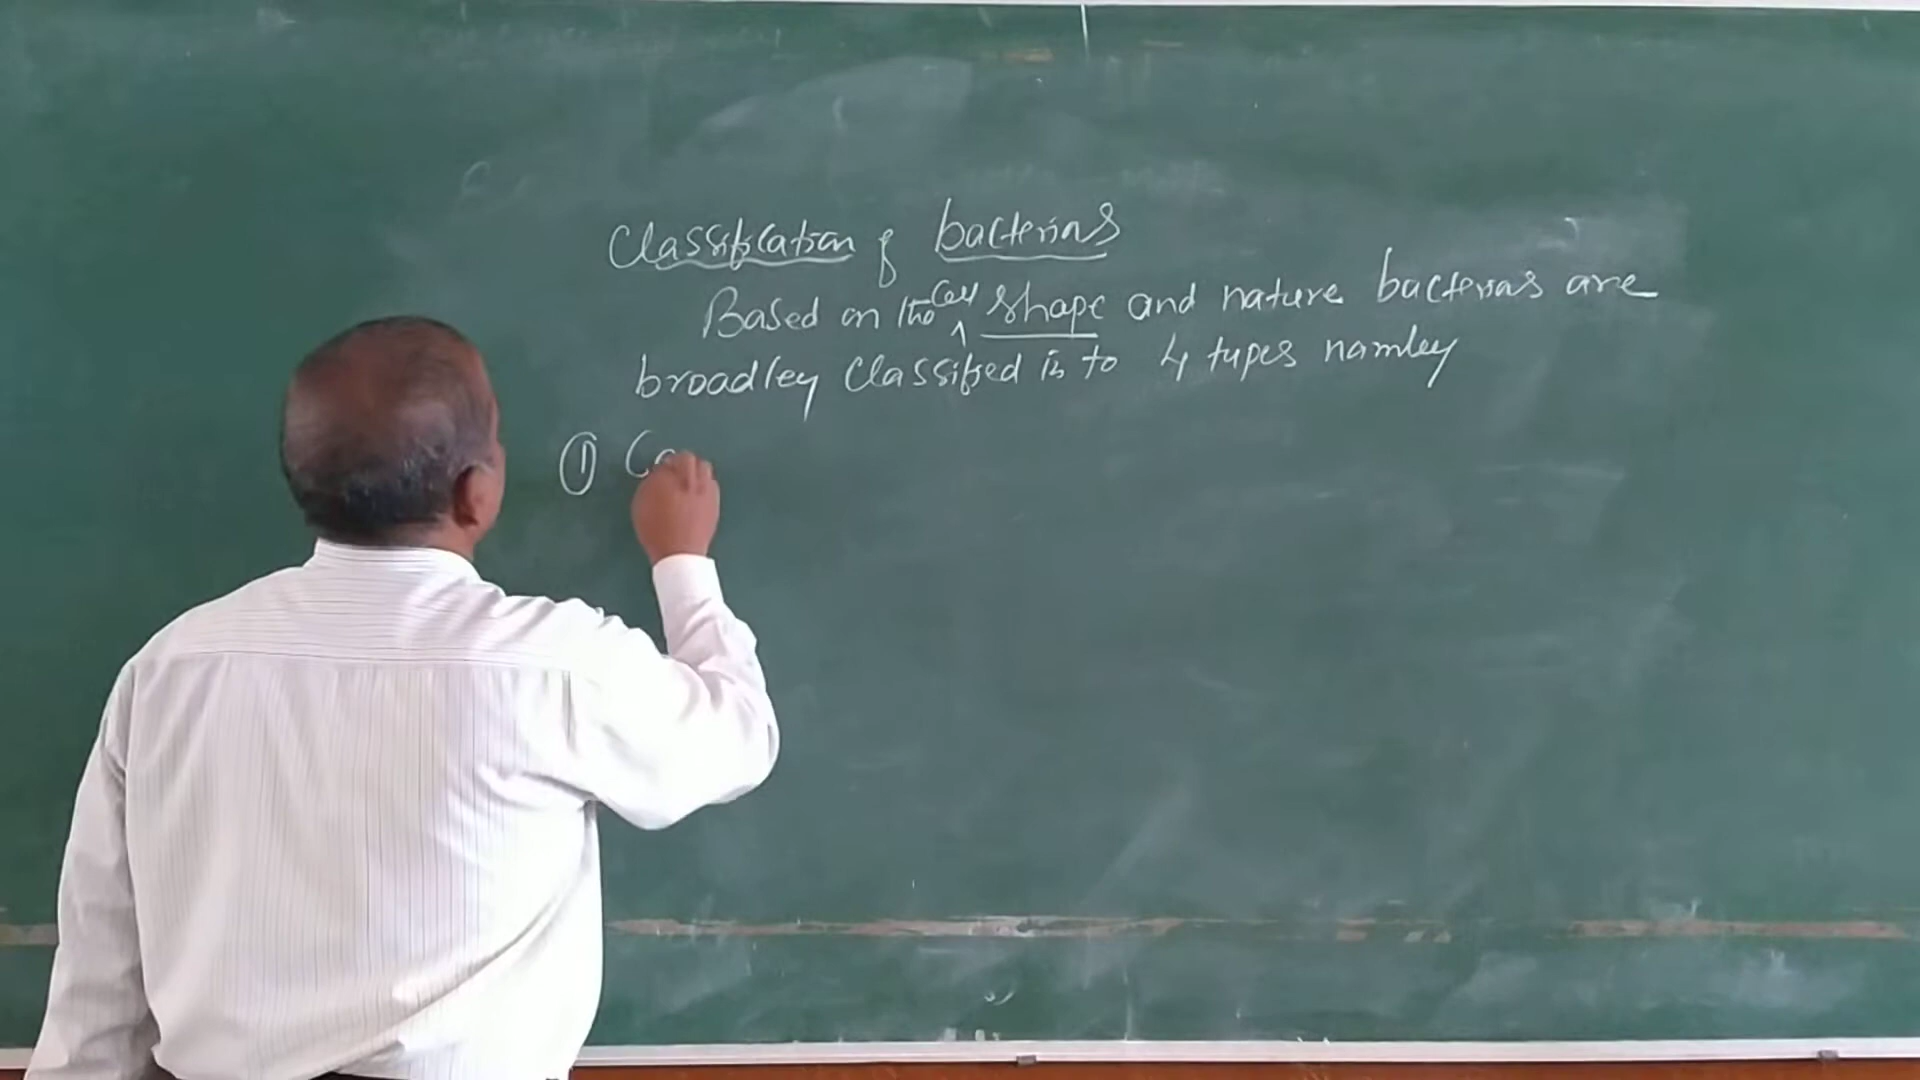 Classification of bacterias
Based on the cell shape and nature bacterias are
broadley classified in to 4 types namley
① Co